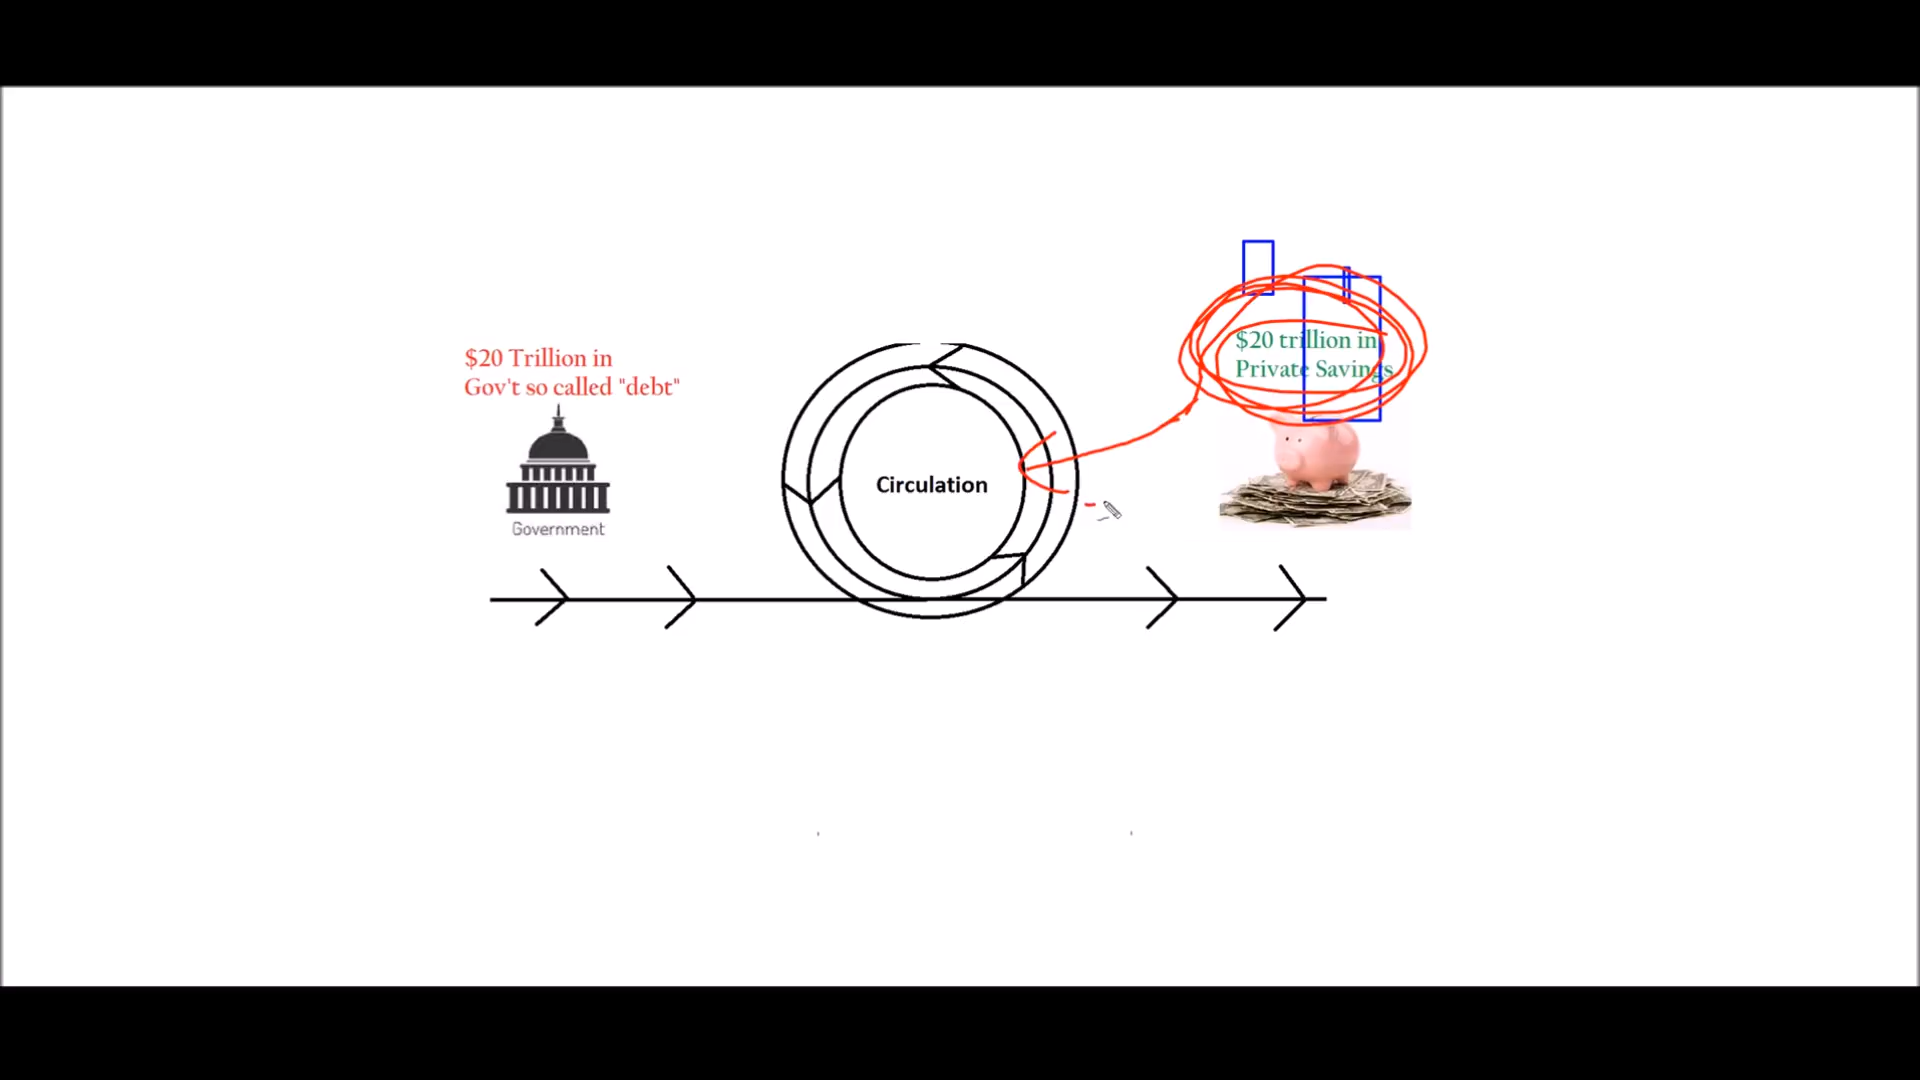 $20 Trillion in
Gov't so called "debt"
Government
Circulation
$20 trillion in
Private Savings